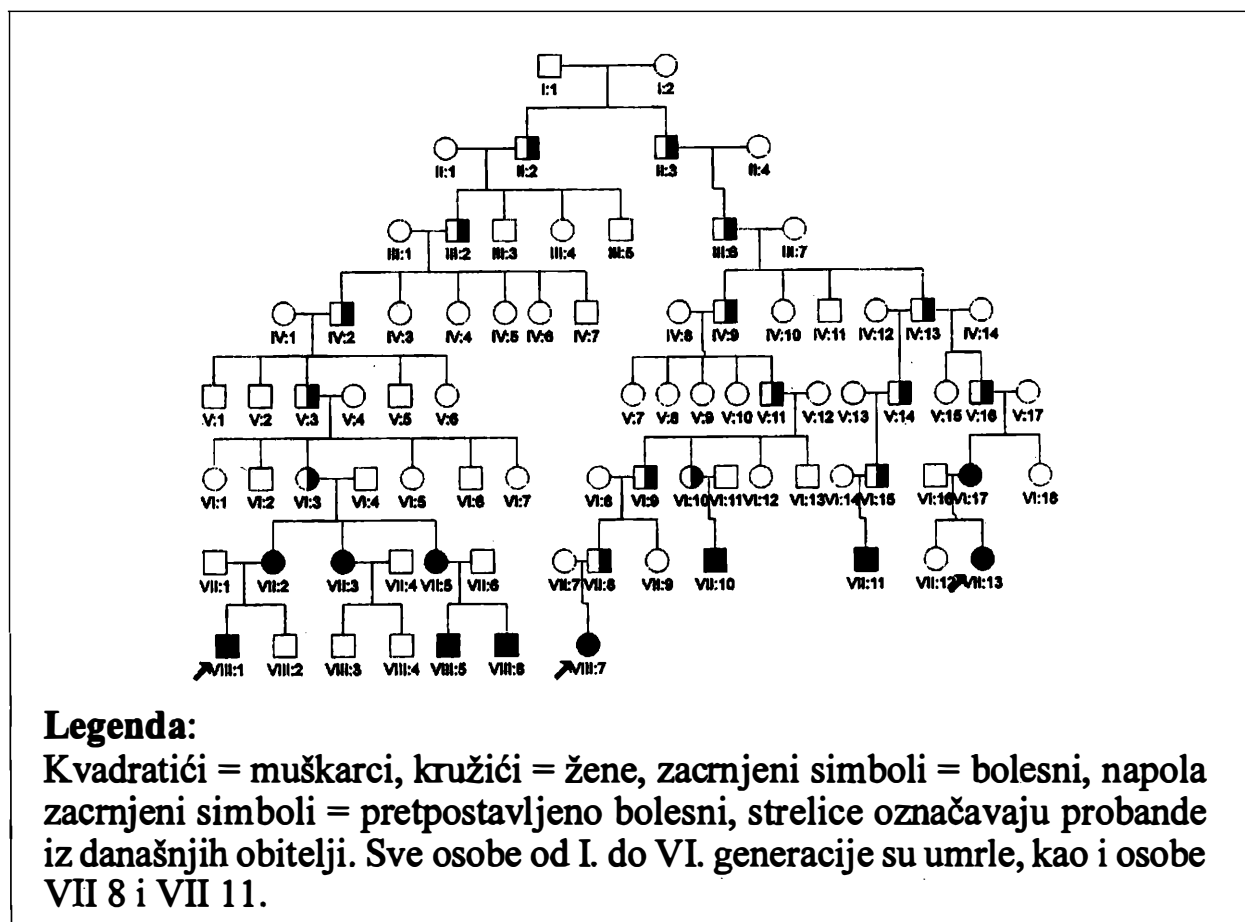 I:1 I:2
II:1 II:2 II:3 II:4
III:1 III:2 III:3 III:4 III:5 III:6 III:7
IV:1 IV:2 IV:3 IV:4 IV:5 IV:6 IV:7 IV:8 IV:9 IV:10 IV:11 IV:12 IV:13 IV:14
V:1 V:2 V:3 V:4 V:5 V:6 V:7 V:8 V:9 V:10 V:11 V:12 V:13 V:14 V:15 V:16 V:17
VI:1 VI:2 VI:3 VI:4 VI:5 VI:6 VI:7 VI:8 VI:9 VI:10 VI:11 VI:12 VI:13 VI:14 VI:15 VI:16 VI:17 VI:18
VII:1 VII:2 VII:3 VII:4 VII:5 VII:6 VII:7 VII:8 VII:9 VII:10 VII:11 VII:12 VII:13
VIII:1 VIII:2 VIII:3 VIII:4 VIII:5 VIII:6 VIII:7
Legenda:
Kvadratići = muškarci, kružići = žene, zacrnjeni simboli = bolesni, napola
zacrnjeni simboli = pretpostavljeno bolesni, strelice označavaju probande
iz današnjih obitelji. Sve osobe od I. do VI. generacije su umrle, kao i osobe
VII 8 i VII 11.